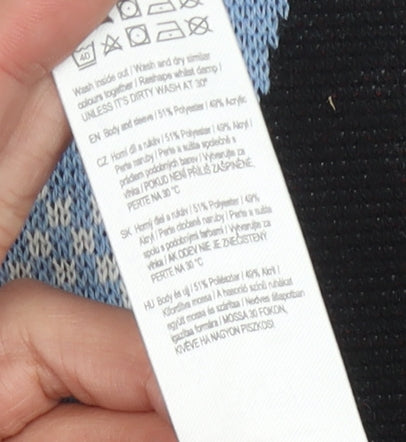 40
Wash inside out / Wash and dry similar
colours together / Reshape whilst damp /
UNLESS IT'S DIRTY WASH AT 30°
EN Body and sleeve / 51% Polyester / 49% Acrylic
CZ Horní díl a rukáv / 51% Polyester / 49% Akryl /
Perte naruby / Perte a sušte společně s
prádlem podobných barev / Vytvarujte za
vlhka / POKUD NENÍ PŘÍLIŠ ZAŠPINĚNÉ,
PERTE NA 30 °C
SK Horný diel a rukáv / 51% Polyester / 49%
Akryl / Perte otočené naruby / Perte a sušte
spolu s podobnými farbami / Vytvarujte za
vlhka / AK ODEV NIE JE ZNEČISTENÝ
PERTE NA 30 °C
HU Body és ujj / 51% Poliészter / 49% Akril /
Kifordítva mossa / A hasonló színű ruhákat
együtt mossa és szárítsa / Nedves állapotban
igazítsa formára / MOSSA 30 FOKON,
KIVÉVE HA NAGYON PISZKOS!